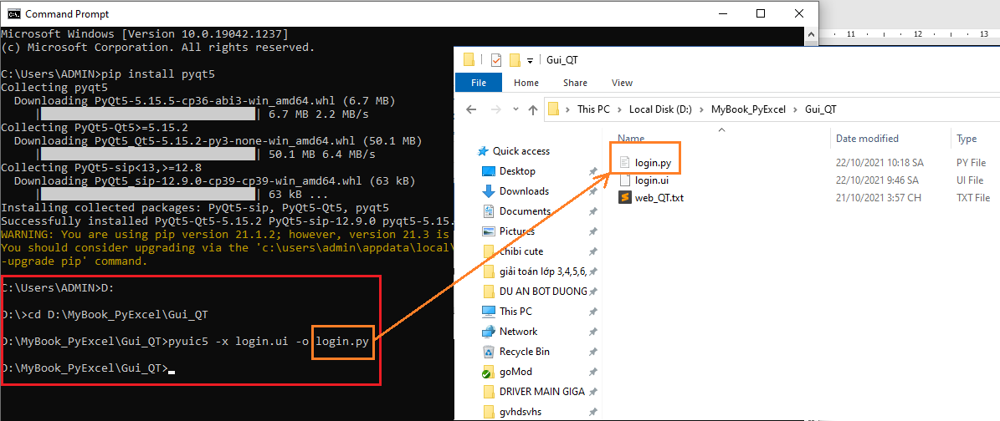 Command Prompt
Microsoft Windows [Version 10.0.19042.1237]
(c) Microsoft Corporation. All rights reserved.
C:\Users\ADMIN>pip install pyqt5
Collecting pyqt5
Downloading PyQt5-5.15.5-cp36-abi3-win_amd64.whl (6.7 MB)
| 6.7 MB 2.2 MB/s
Collecting PyQt5-Qt5>=5.15.2
Downloading PyQt5_Qt5-5.15.2-py3-none-win_amd64.whl (50.1 MB)
| 50.1 MB 6.4 MB/s
Collecting PyQt5-sip<13,>=12.8
Downloading PyQt5_sip-12.9.0-cp39-cp39-win_amd64.whl (63 kB)
| 63 kB ...
Installing collected packages: PyQt5-sip, PyQt5-Qt5, pyqt5
Successfully installed PyQt5-Qt5-5.15.2 PyQt5-sip-12.9.0 pyqt5-5.15.
WARNING: You are using pip version 21.1.2; however, version 21.3 is
You should consider upgrading via the 'c:\users\admin\appdata\local\
-upgrade pip' command.
C:\Users\ADMIN>D:
D:\>cd D:\MyBook_PyExcel\Gui_QT
D:\MyBook_PyExcel\Gui_QT>pyuic5 -x login.ui -o login.py
D:\MyBook_PyExcel\Gui_QT>
11 12 13
Gui_QT
File Home Share View
This PC > Local Disk (D:) > MyBook_PyExcel > Gui_QT
Name Date modified Type
login.py 22/10/2021 10:18 SA PY File
login.ui 22/10/2021 9:46 SA UI File
web_QT.txt 21/10/2021 3:57 CH TXT File
Quick access
Desktop
Downloads
Documents
Pictures
chibi cute
giải toán lớp 3,4,5,6,
DU AN BOT DUONG
This PC
Network
Recycle Bin
goMod
DRIVER MAIN GIGA
gvhdsvhs